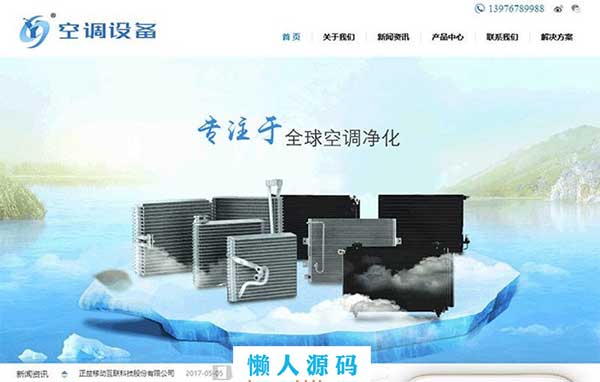 13976789988
®
空调设备
首 页 关于我们 新闻资讯 产品中心 联系我们 解决方案
专注于 全球空调净化
新闻资讯 正益移动互联科技股份有限公司 2017-05-05
懒人源码